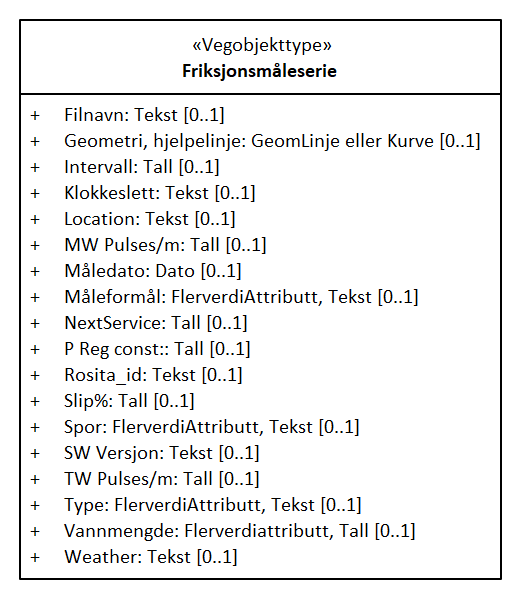 «Vegobjekttype»
Friksjonsmåleserie
+ Filnavn: Tekst [0..1]
+ Geometri, hjelpelinje: GeomLinje eller Kurve [0..1]
+ Intervall: Tall [0..1]
+ Klokkeslett: Tekst [0..1]
+ Location: Tekst [0..1]
+ MW Pulses/m: Tall [0..1]
+ Måledato: Dato [0..1]
+ Måleformål: FlerverdiAttributt, Tekst [0..1]
+ NextService: Tall [0..1]
+ P Reg const:: Tall [0..1]
+ Rosita_id: Tekst [0..1]
+ Slip%: Tall [0..1]
+ Spor: FlerverdiAttributt, Tekst [0..1]
+ SW Versjon: Tekst [0..1]
+ TW Pulses/m: Tall [0..1]
+ Type: FlerverdiAttributt, Tekst [0..1]
+ Vannmengde: Flerverdiattributt, Tall [0..1]
+ Weather: Tekst [0..1]